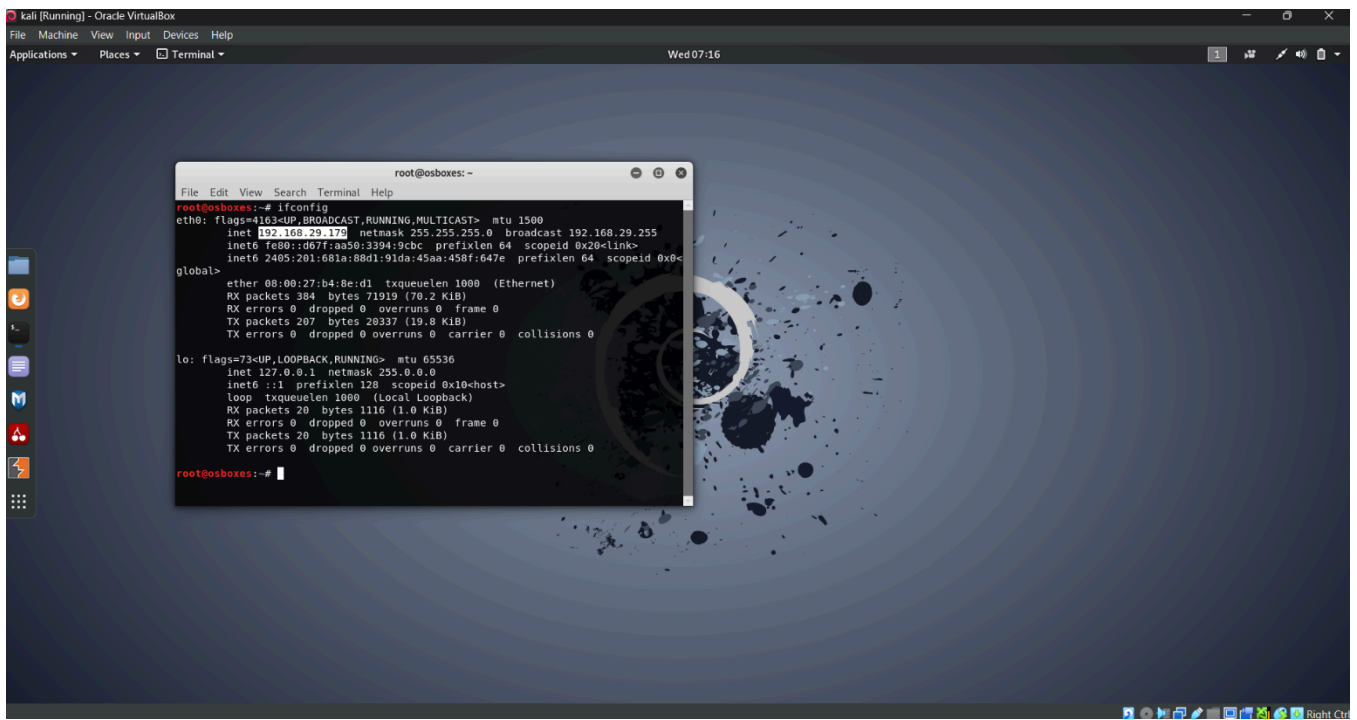 kali [Running] - Oracle VirtualBox
File Machine View Input Devices Help
Applications Places Terminal Wed 07:16 1
root@osboxes: ~
File Edit View Search Terminal Help
root@osboxes:~# ifconfig
eth0: flags=4163<UP,BROADCAST,RUNNING,MULTICAST> mtu 1500
inet 192.168.29.179 netmask 255.255.255.0 broadcast 192.168.29.255
inet6 fe80::d67f:aa50:3394:9cbc prefixlen 64 scopeid 0x20<link>
inet6 2405:201:681a:88d1:91da:45aa:458f:647e prefixlen 64 scopeid 0x0<
global>
ether 08:00:27:b4:8e:d1 txqueuelen 1000 (Ethernet)
RX packets 384 bytes 71919 (70.2 KiB)
RX errors 0 dropped 0 overruns 0 frame 0
TX packets 207 bytes 20337 (19.8 KiB)
TX errors 0 dropped 0 overruns 0 carrier 0 collisions 0
lo: flags=73<UP,LOOPBACK,RUNNING> mtu 65536
inet 127.0.0.1 netmask 255.0.0.0
inet6 ::1 prefixlen 128 scopeid 0x10<host>
loop txqueuelen 1000 (Local Loopback)
RX packets 20 bytes 1116 (1.0 KiB)
RX errors 0 dropped 0 overruns 0 frame 0
TX packets 20 bytes 1116 (1.0 KiB)
TX errors 0 dropped 0 overruns 0 carrier 0 collisions 0
root@osboxes:~#
Right Ctrl